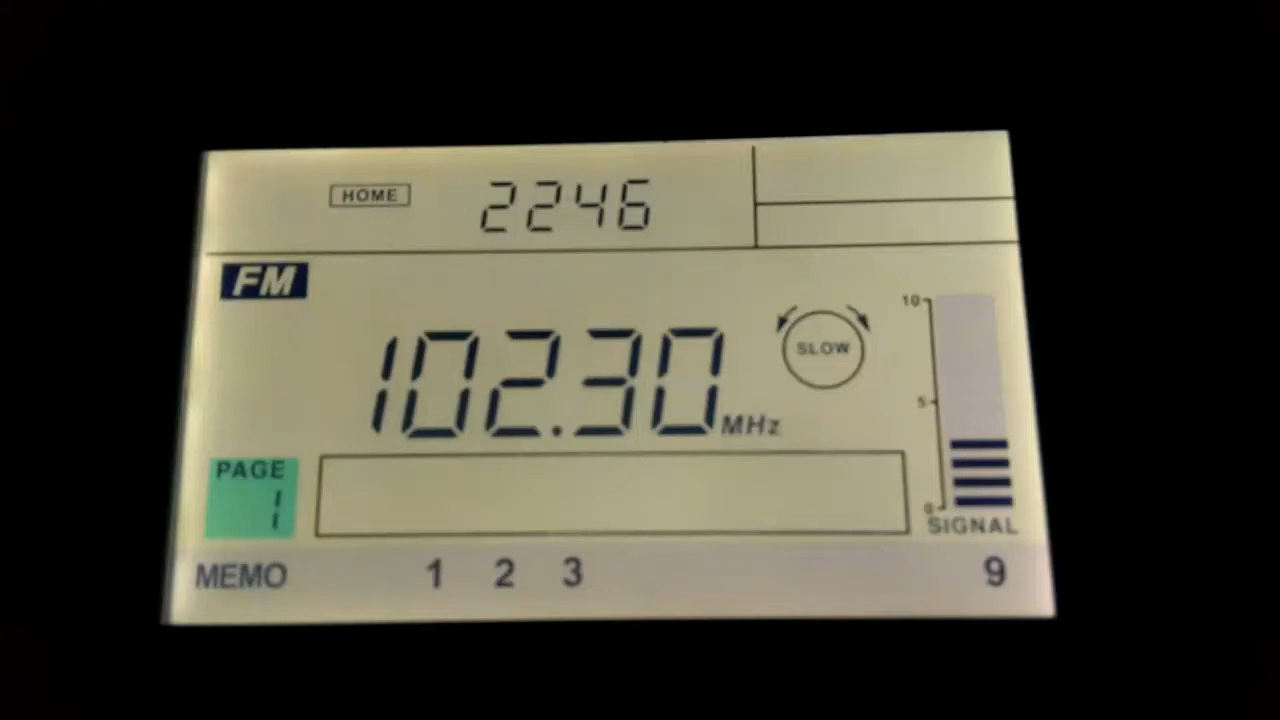 HOME 2246
FM
10
102.30 MHz
SLOW
5
PAGE
1
0
SIGNAL
MEMO 1 2 3 9